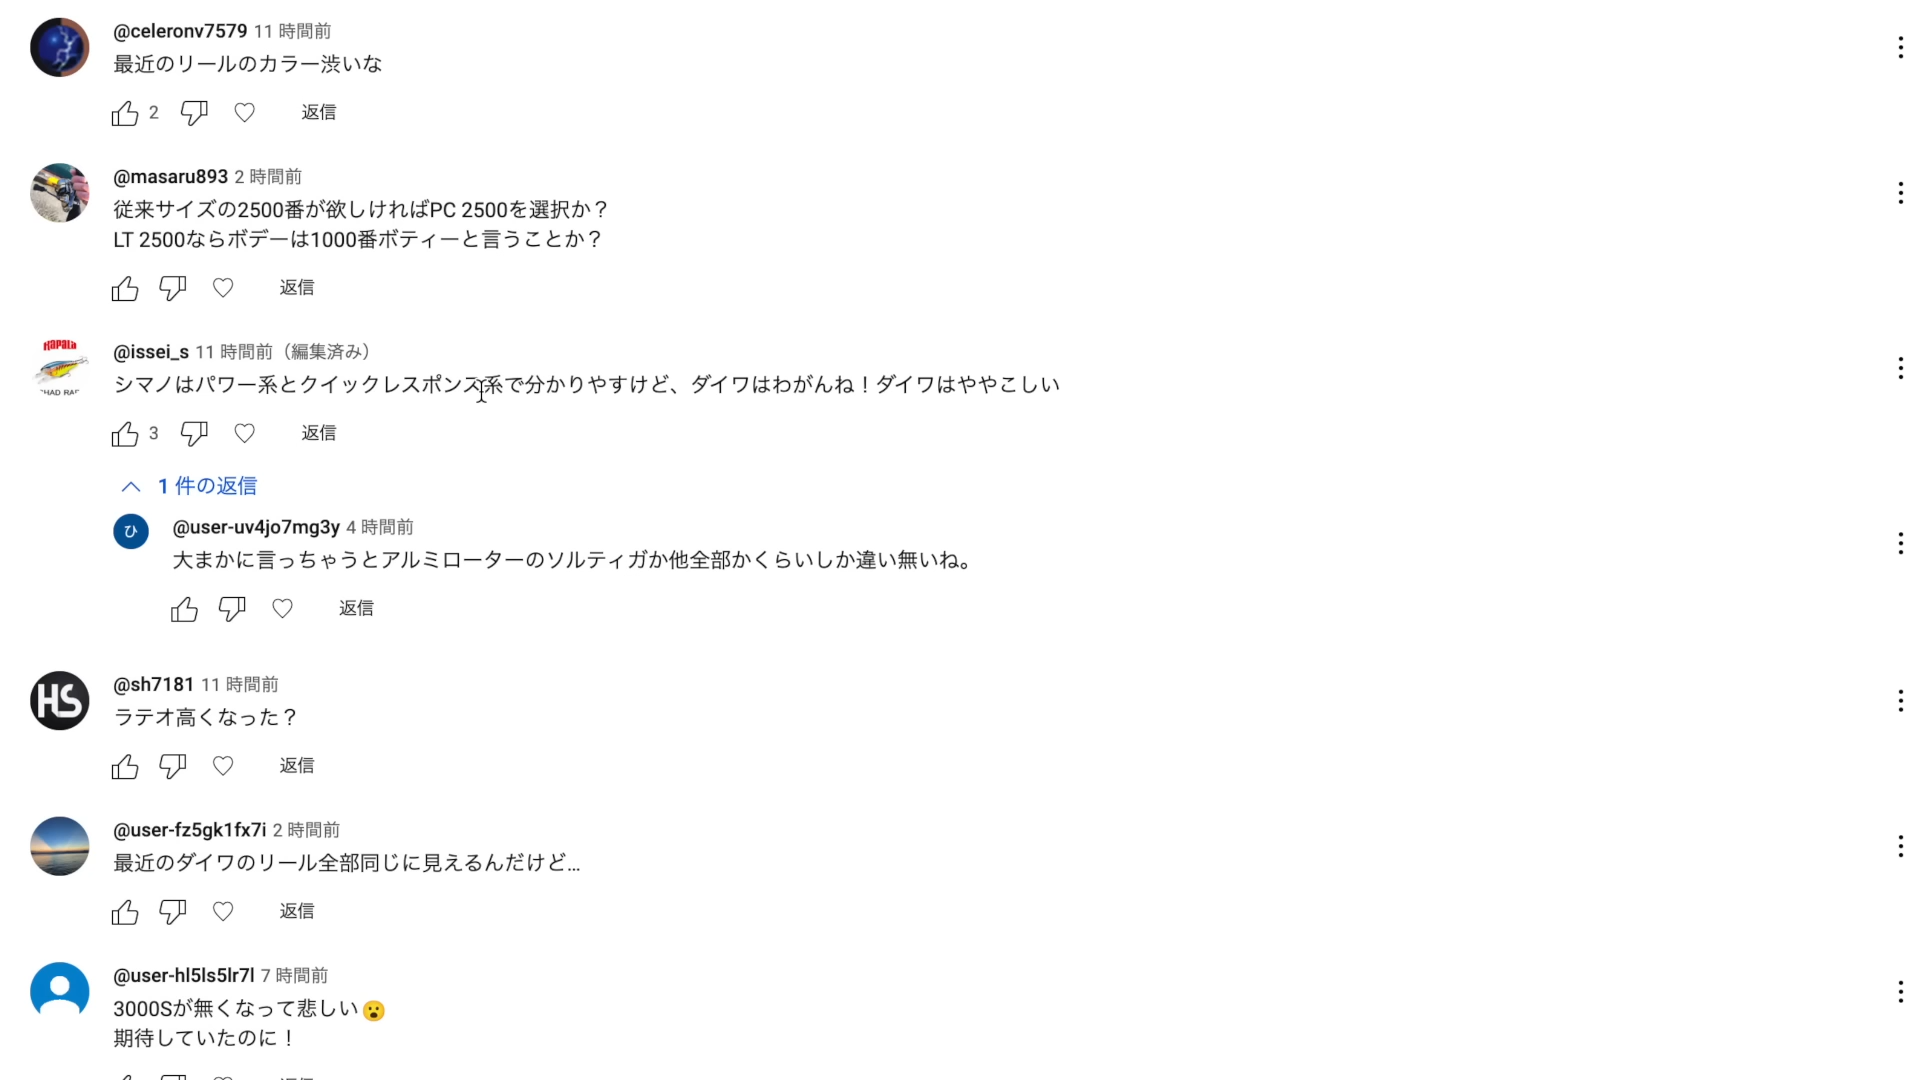 @celeronv7579 11 時間前
最近のリールのカラー渋いな
2 返信
@masaru893 2 時間前
従来サイズの2500番が欲しければPC 2500を選択か？
LT 2500ならボデーは1000番ボティーと言うことか？
返信
Rapala
SHAD RAP
@issei_s 11 時間前（編集済み）
シマノはパワー系とクイックレスポンス系で分かりやすけど、ダイワはわがんね！ダイワはややこしい
3 返信
1 件の返信
ひ
@user-uv4jo7mg3y 4 時間前
大まかに言っちゃうとアルミローターのソルティガか他全部かくらいしか違い無いね。
返信
HS
@sh7181 11 時間前
ラテオ高くなった？
返信
@user-fz5gk1fx7i 2 時間前
最近のダイワのリール全部同じに見えるんだけど...
返信
@user-hl5ls5lr7l 7 時間前
3000Sが無くなって悲しい😮
期待していたのに！